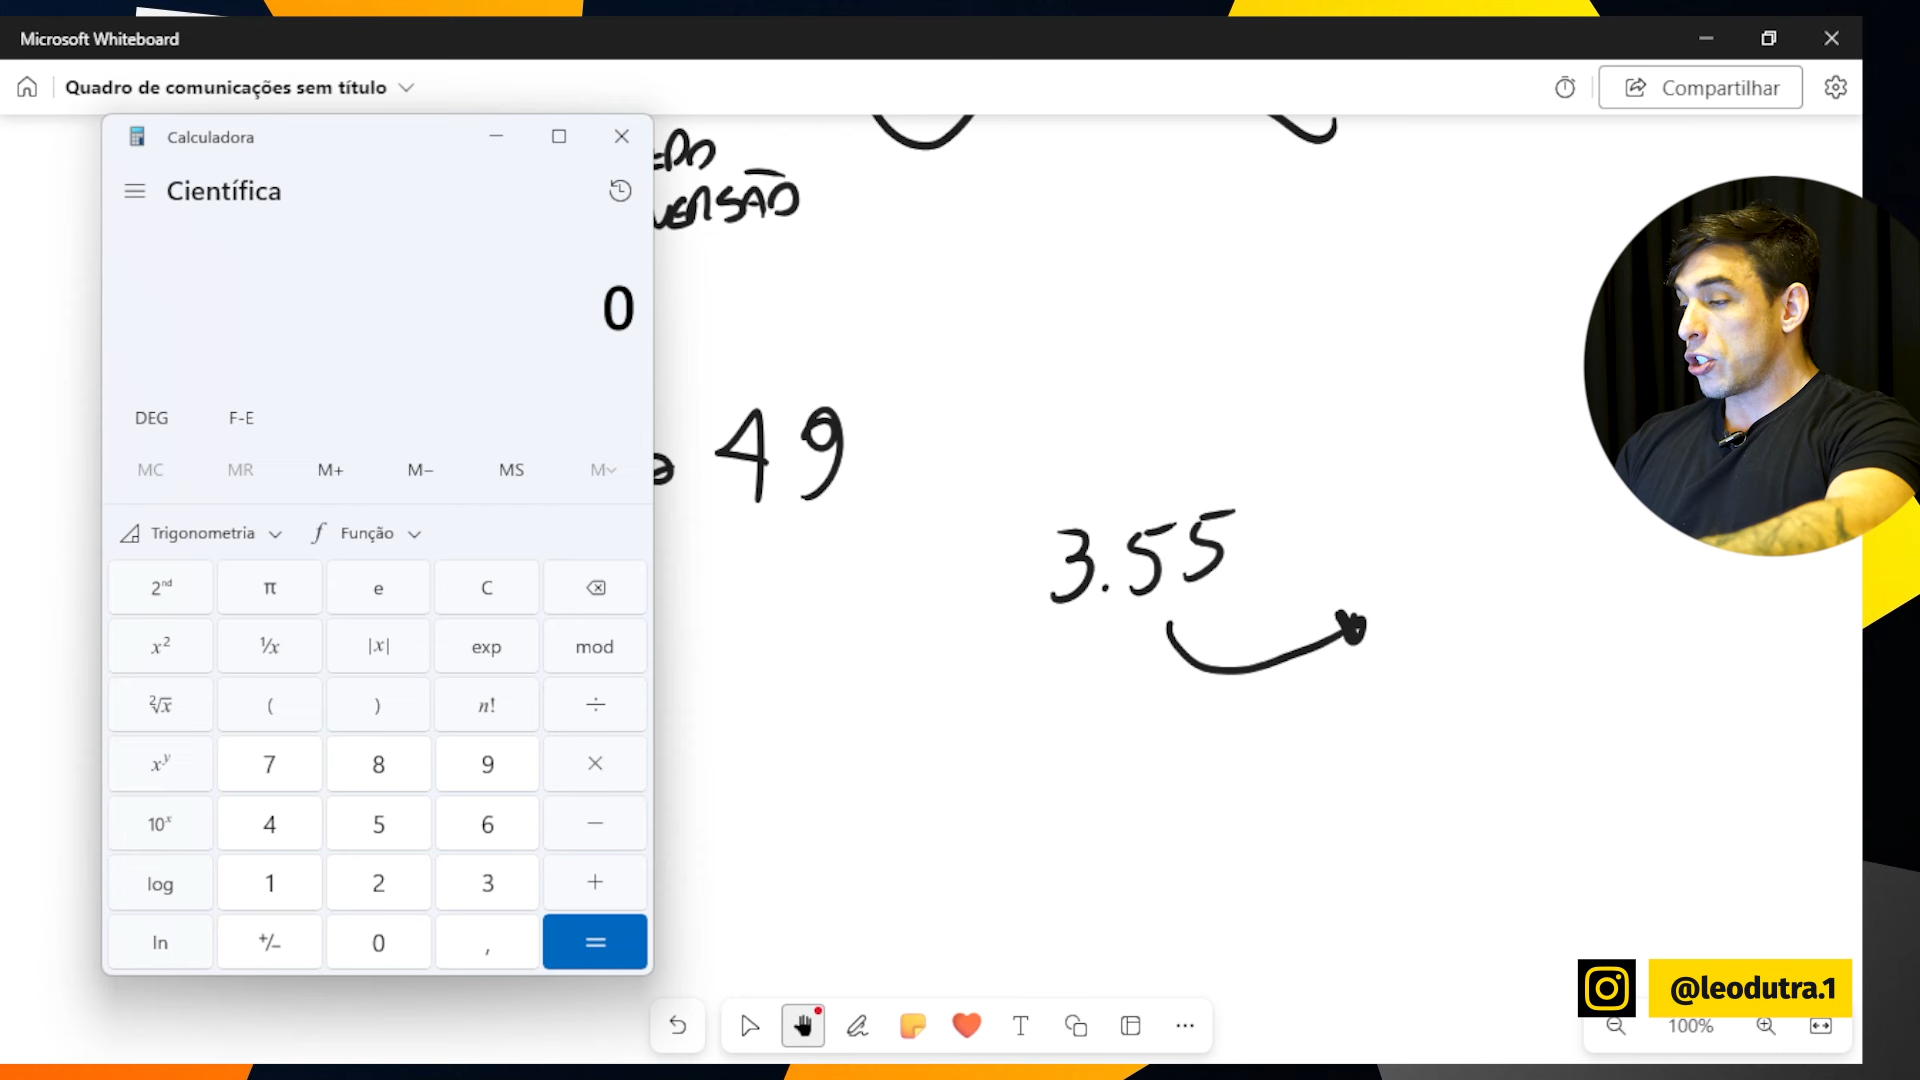 Microsoft Whiteboard
Quadro de comunicações sem título
Compartilhar
Calculadora
Científica
0
DEG F-E
MC MR M+ M− MS M
Trigonometria f Função
2nd π e C
x² ⅟x |x| exp mod
²√x ( ) n! ÷
xʸ 7 8 9 ×
10ˣ 4 5 6 −
log 1 2 3 +
ln +/− 0 , =
49
3.55
@leodutra.1
T
100%